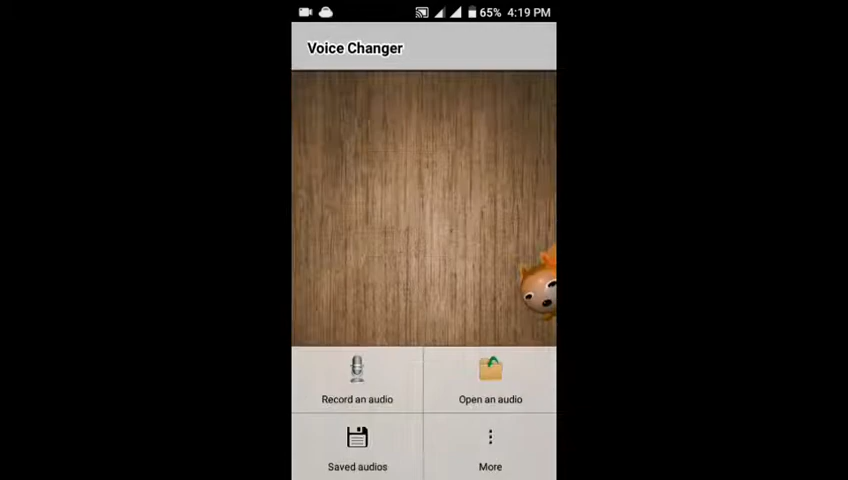 65% 4:19 PM
Voice Changer
Record an audio
Open an audio
Saved audios
More